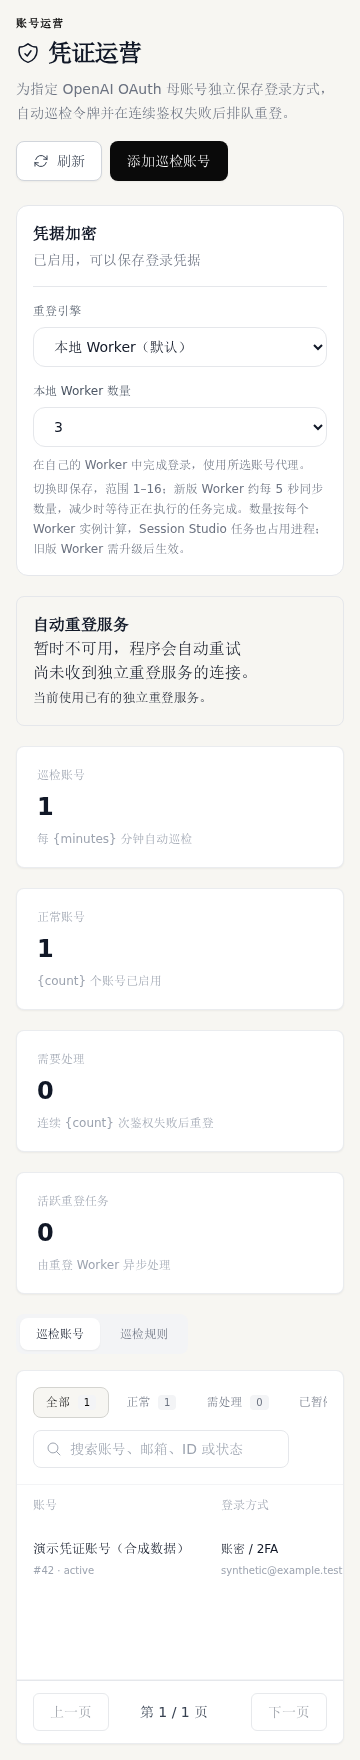 账号运营
凭证运营
为指定 OpenAI OAuth 母账号独立保存登录方式，
自动巡检令牌并在连续鉴权失败后排队重登。
刷新
添加巡检账号
凭据加密
已启用，可以保存登录凭据
重登引擎
本地 Worker（默认）
本地 Worker 数量
3
在自己的 Worker 中完成登录，使用所选账号代理。
切换即保存，范围 1–16；新版 Worker 约每 5 秒同步
数量，减少时等待正在执行的任务完成。数量按每个
Worker 实例计算，Session Studio 任务也占用进程；
旧版 Worker 需升级后生效。
自动重登服务
暂时不可用，程序会自动重试
尚未收到独立重登服务的连接。
当前使用已有的独立重登服务。
巡检账号
1
每 {minutes} 分钟自动巡检
正常账号
1
{count} 个账号已启用
需要处理
0
连续 {count} 次鉴权失败后重登
活跃重登任务
0
由重登 Worker 异步处理
巡检账号 巡检规则
全部 1 正常 1 需处理 0 已暂
搜索账号、邮箱、ID 或状态
账号 登录方式
演示凭证账号（合成数据） 账密 / 2FA
#42 · active synthetic@example.test
上一页 第 1 / 1 页 下一页